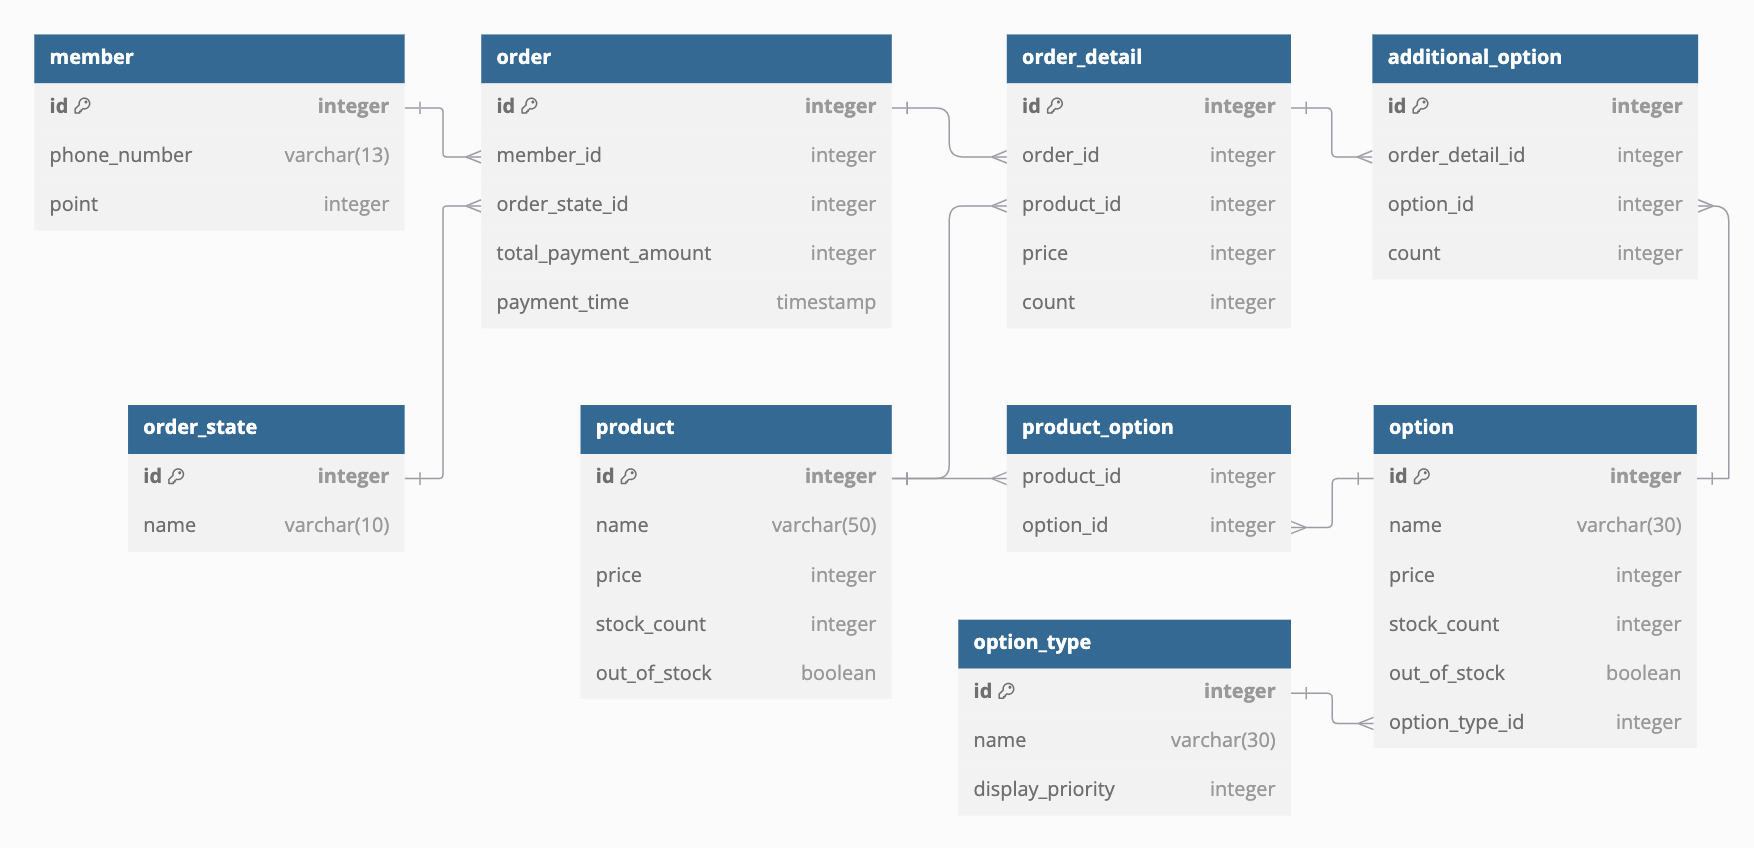 member
id integer
phone_number varchar(13)
point integer
order
id integer
member_id integer
order_state_id integer
total_payment_amount integer
payment_time timestamp
order_detail
id integer
order_id integer
product_id integer
price integer
count integer
additional_option
id integer
order_detail_id integer
option_id integer
count integer
order_state
id integer
name varchar(10)
product
id integer
name varchar(50)
price integer
stock_count integer
out_of_stock boolean
product_option
product_id integer
option_id integer
option
id integer
name varchar(30)
price integer
stock_count integer
out_of_stock boolean
option_type_id integer
option_type
id integer
name varchar(30)
display_priority integer